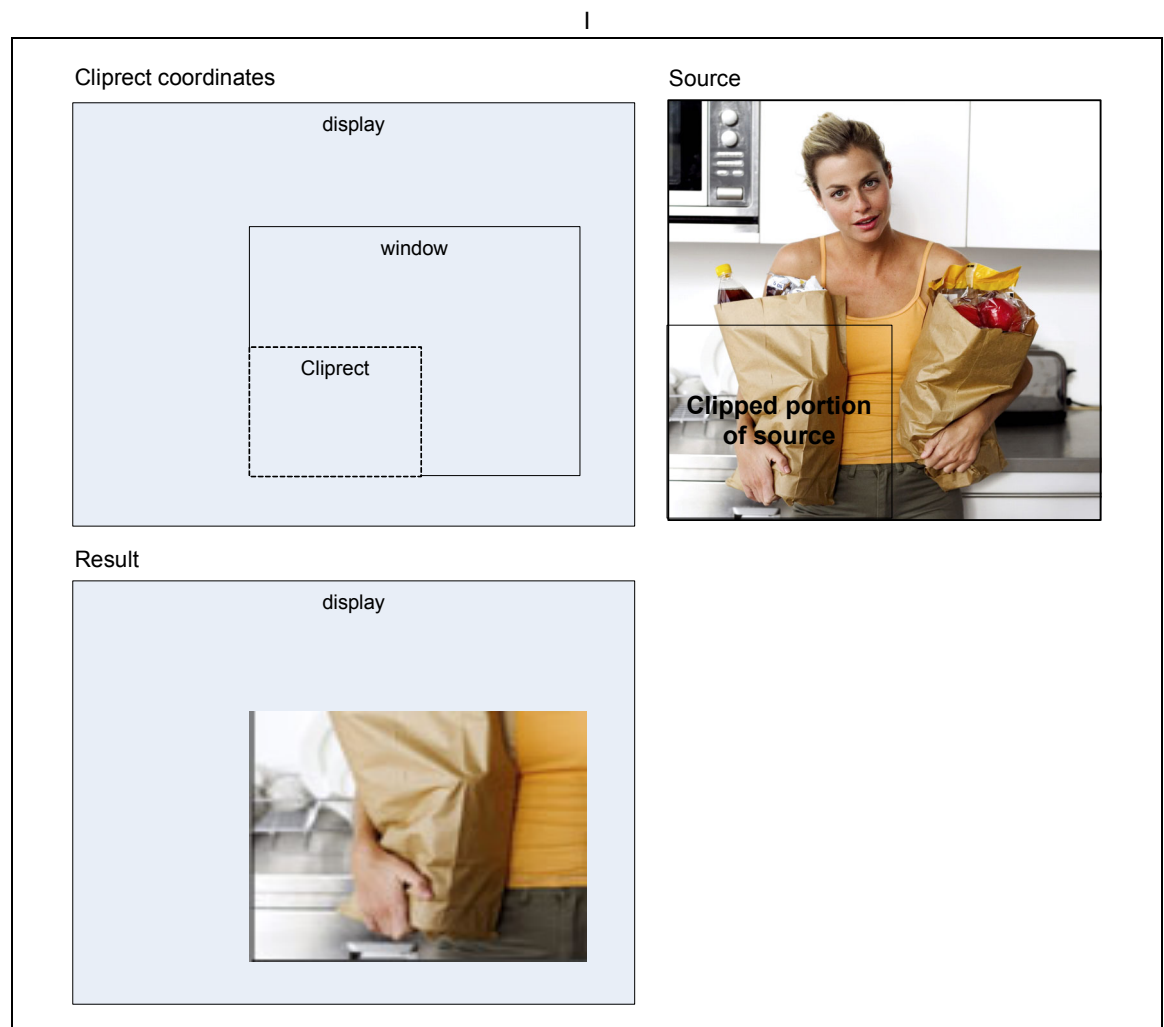 I
Cliprect coordinates
Source
display
window
Cliprect
Clipped portion
of source
Result
display